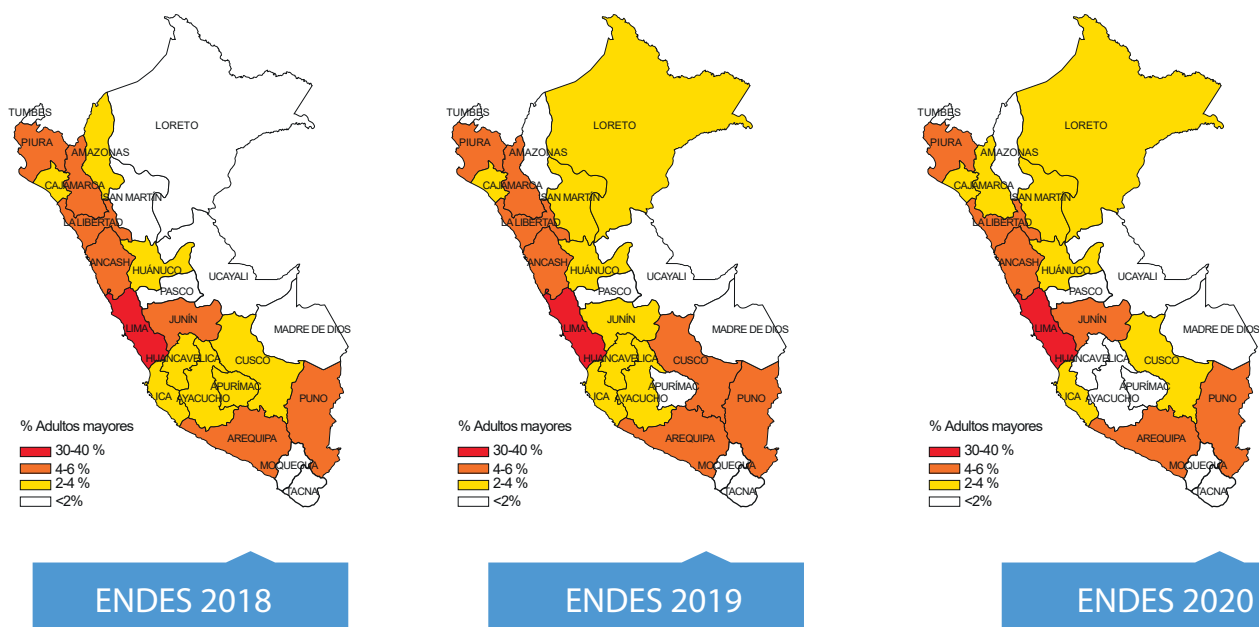 TUMBES
PIURA
AMAZONAS
LORETO
CAJAMARCA
SAN MARTÍN
LA LIBERTAD
ANCASH
HUÁNUCO
UCAYALI
PASCO
LIMA
JUNÍN
MADRE DE DIOS
HUANCAVELICA
CUSCO
APURÍMAC
ICA
AYACUCHO
PUNO
AREQUIPA
MOQUEGUA
TACNA
% Adultos mayores
30-40 %
4-6 %
2-4 %
<2%
ENDES 2018
TUMBES
PIURA
AMAZONAS
LORETO
CAJAMARCA
SAN MARTÍN
LA LIBERTAD
ANCASH
HUÁNUCO
UCAYALI
PASCO
LIMA
JUNÍN
MADRE DE DIOS
HUANCAVELICA
CUSCO
APURÍMAC
ICA
AYACUCHO
PUNO
AREQUIPA
MOQUEGUA
TACNA
% Adultos mayores
30-40 %
4-6 %
2-4 %
<2%
ENDES 2019
TUMBES
PIURA
AMAZONAS
LORETO
CAJAMARCA
SAN MARTÍN
LA LIBERTAD
ANCASH
HUÁNUCO
UCAYALI
PASCO
LIMA
JUNÍN
MADRE DE DIOS
HUANCAVELICA
CUSCO
APURÍMAC
ICA
AYACUCHO
PUNO
AREQUIPA
MOQUEGUA
TACNA
% Adultos mayores
30-40 %
4-6 %
2-4 %
<2%
ENDES 2020